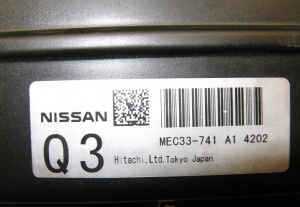 NISSAN
MEC33-741 A1 4202
Q3
Hitachi,Ltd.Tokyo Japan